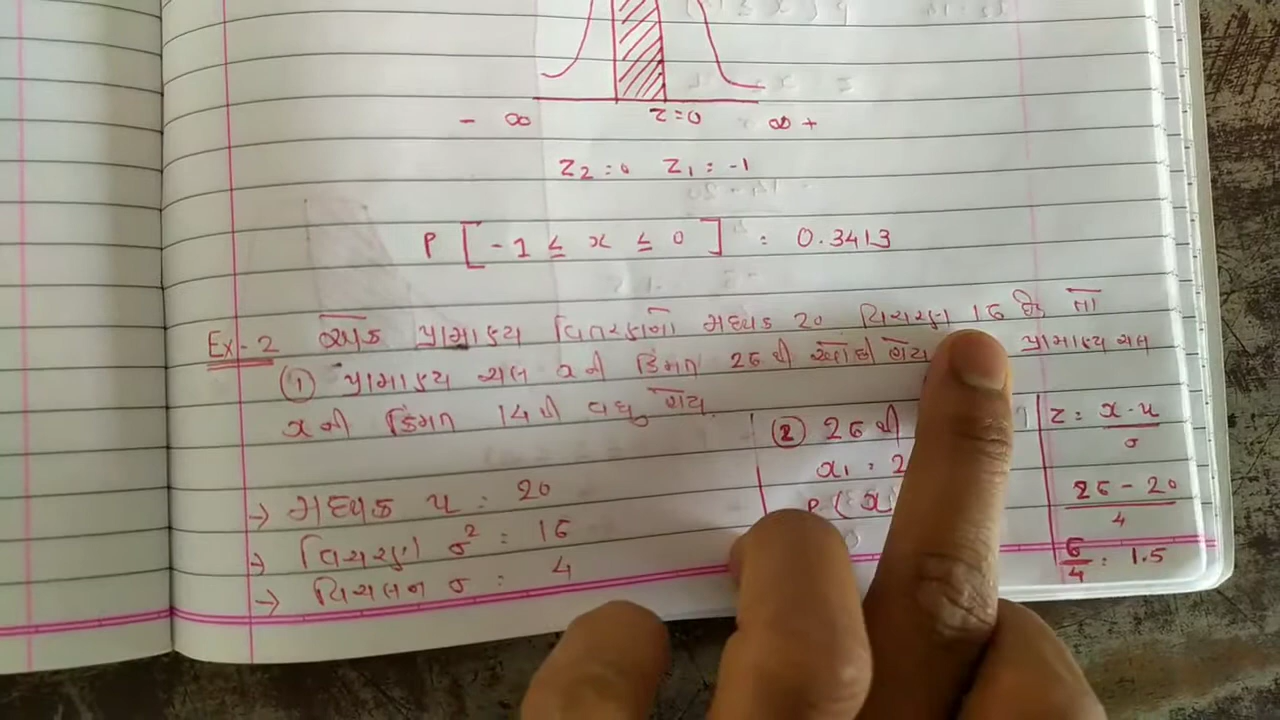 - ∞ z = 0 ∞ +
Z₂ = 0 Z₁ = -1
P [ -1 ≤ x ≤ 0 ] = 0.3413
Ex-2 પ્રામાણ્ય વિતરણનો મધ્યક 20 વિચરણ 16 છે તો
① પ્રામાણ્ય ચલ x ની કિંમત 26 થી ઓછી હોય પ્રામાણ્ય ચલ
x ની કિંમત 14 થી વધુ હોય.
→ મધ્યક μ = 20
→ વિચરણ σ² = 16
→ વિચલન σ = 4
② 26 થી
x₁ = 2
P ( x
z = x - μ / σ
26 - 20 / 4
6 / 4 = 1.5